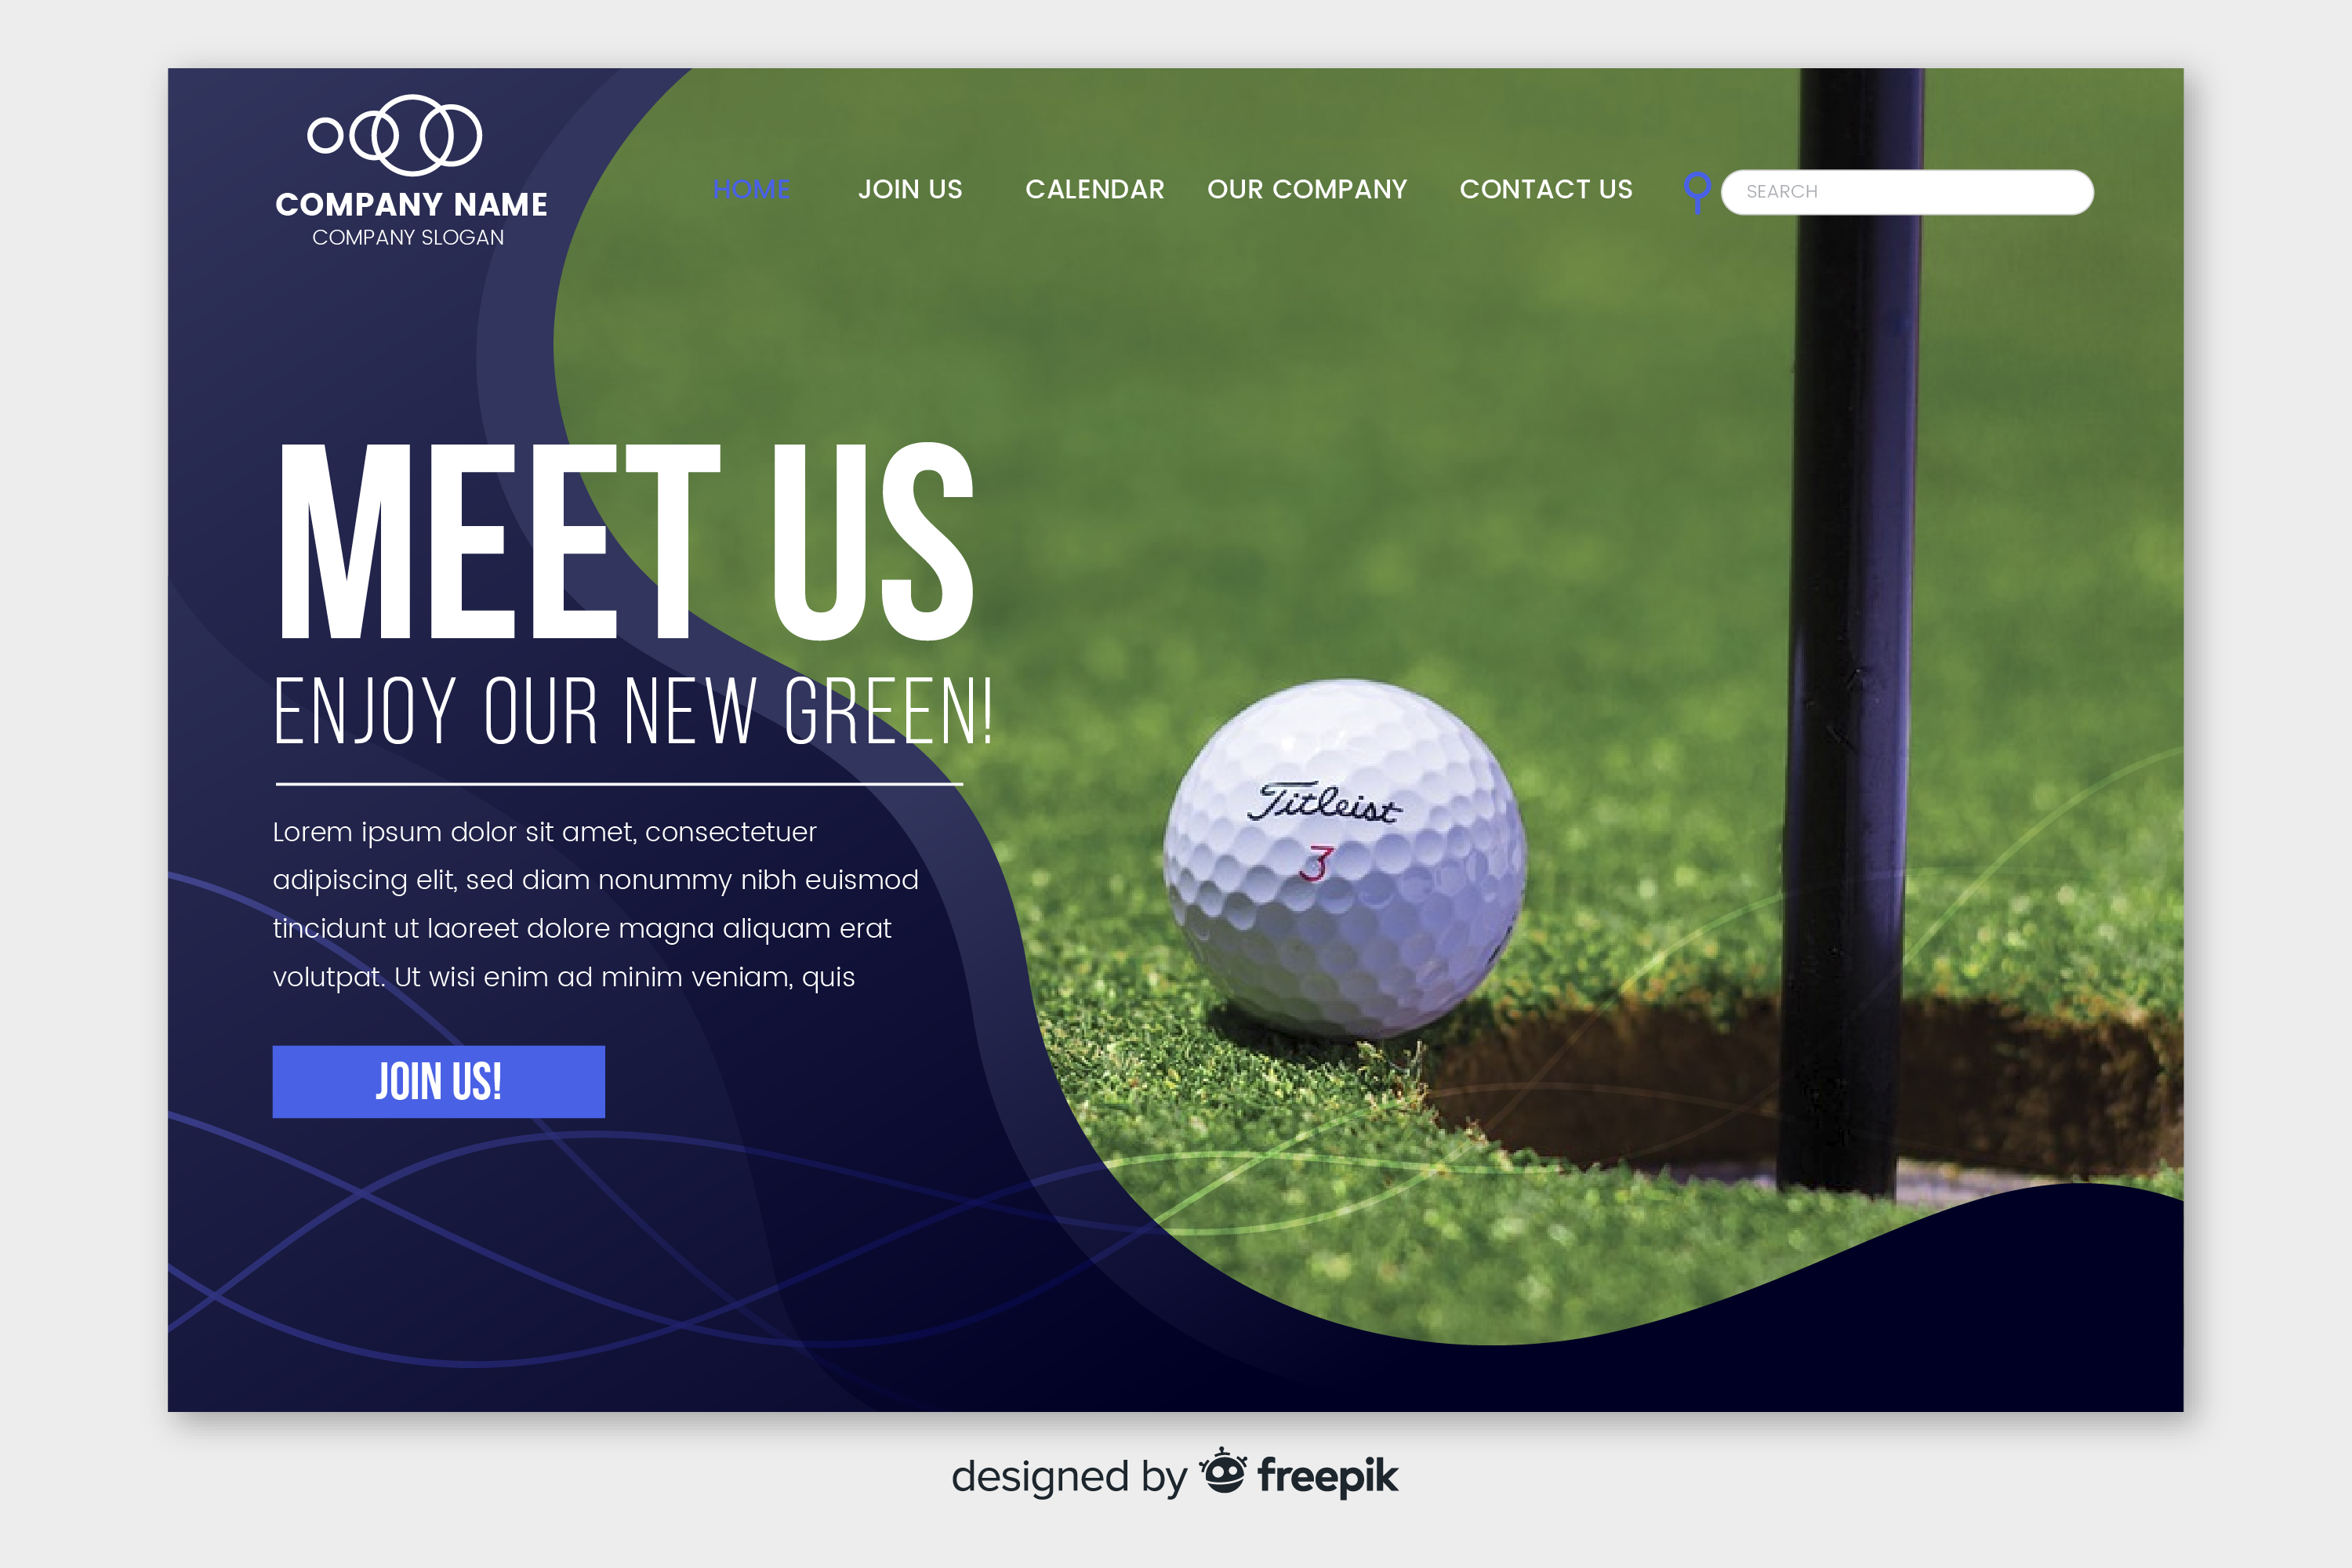 COMPANY NAME
COMPANY SLOGAN
HOME JOIN US CALENDAR OUR COMPANY CONTACT US SEARCH
MEET US
ENJOY OUR NEW GREEN!
Lorem ipsum dolor sit amet, consectetuer
adipiscing elit, sed diam nonummy nibh euismod
tincidunt ut laoreet dolore magna aliquam erat
volutpat. Ut wisi enim ad minim veniam, quis
JOIN US!
Titleist
3
designed by freepik